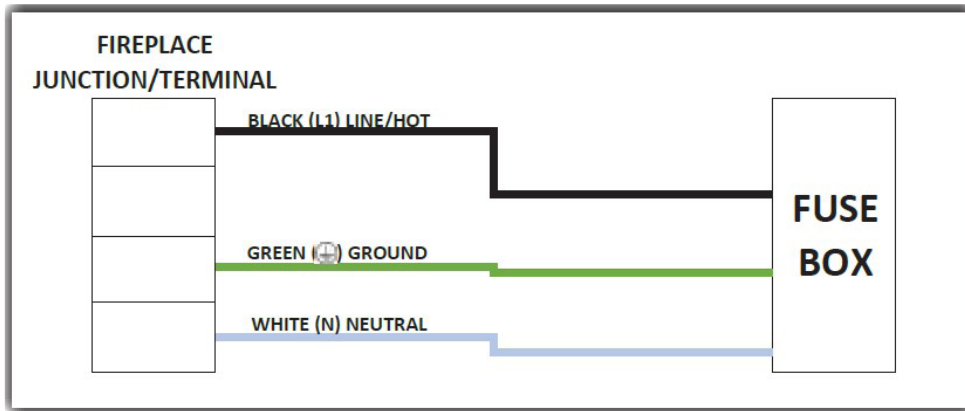 FIREPLACE
JUNCTION/TERMINAL
BLACK (L1) LINE/HOT
GREEN (⏚) GROUND
WHITE (N) NEUTRAL
FUSE
BOX